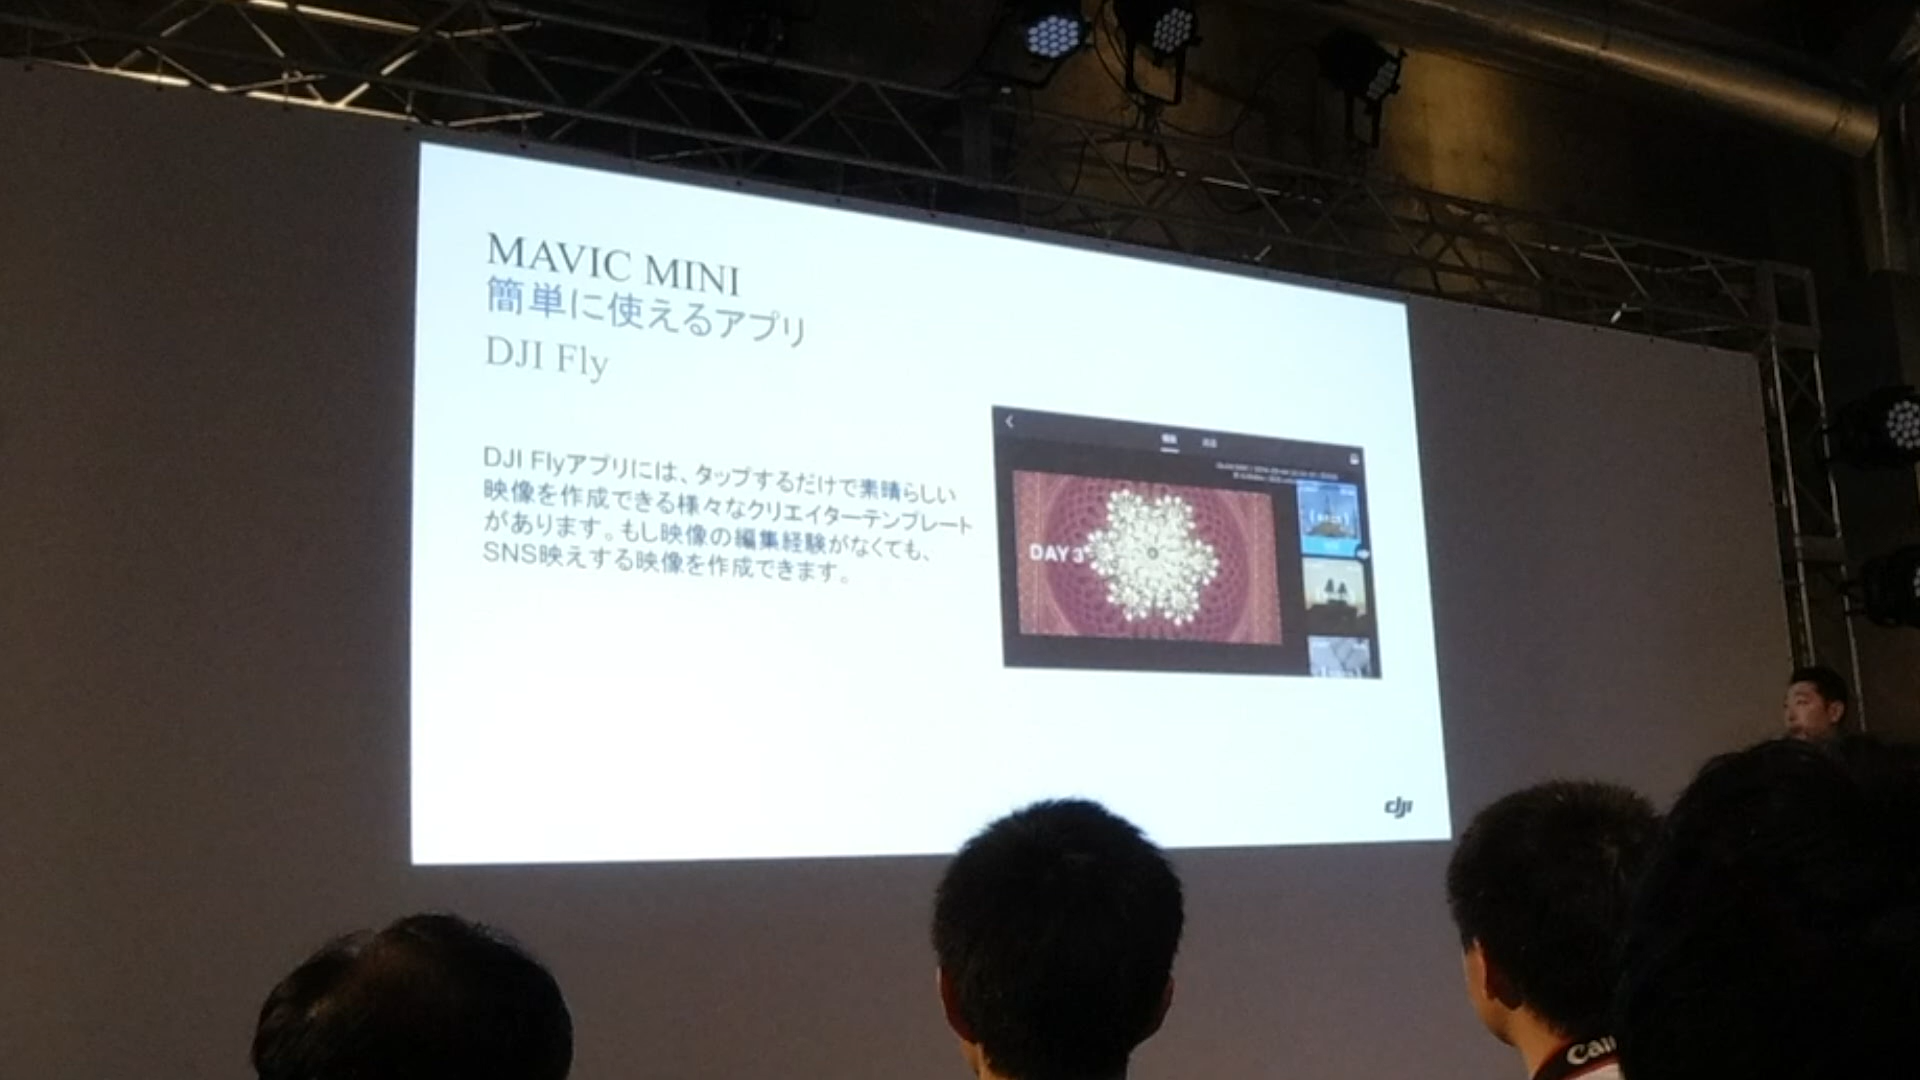 MAVIC MINI
簡単に使えるアプリ
DJI Fly
DJI Flyアプリには、タップするだけで素晴らしい
映像を作成できる様々なクリエイターテンプレート
があります。もし映像の編集経験がなくても、
SNS映えする映像を作成できます。
DAY 3
dji